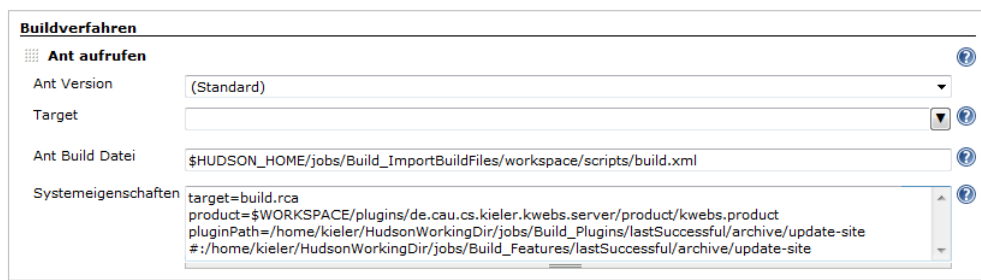 Buildverfahren
Ant aufrufen
Ant Version (Standard)
Target
Ant Build Datei $HUDSON_HOME/jobs/Build_ImportBuildFiles/workspace/scripts/build.xml
Systemeigenschaften target=build.rca
product=$WORKSPACE/plugins/de.cau.cs.kieler.kwebs.server/product/kwebs.product
pluginPath=/home/kieler/HudsonWorkingDir/jobs/Build_Plugins/lastSuccessful/archive/update-site
#:/home/kieler/HudsonWorkingDir/jobs/Build_Features/lastSuccessful/archive/update-site